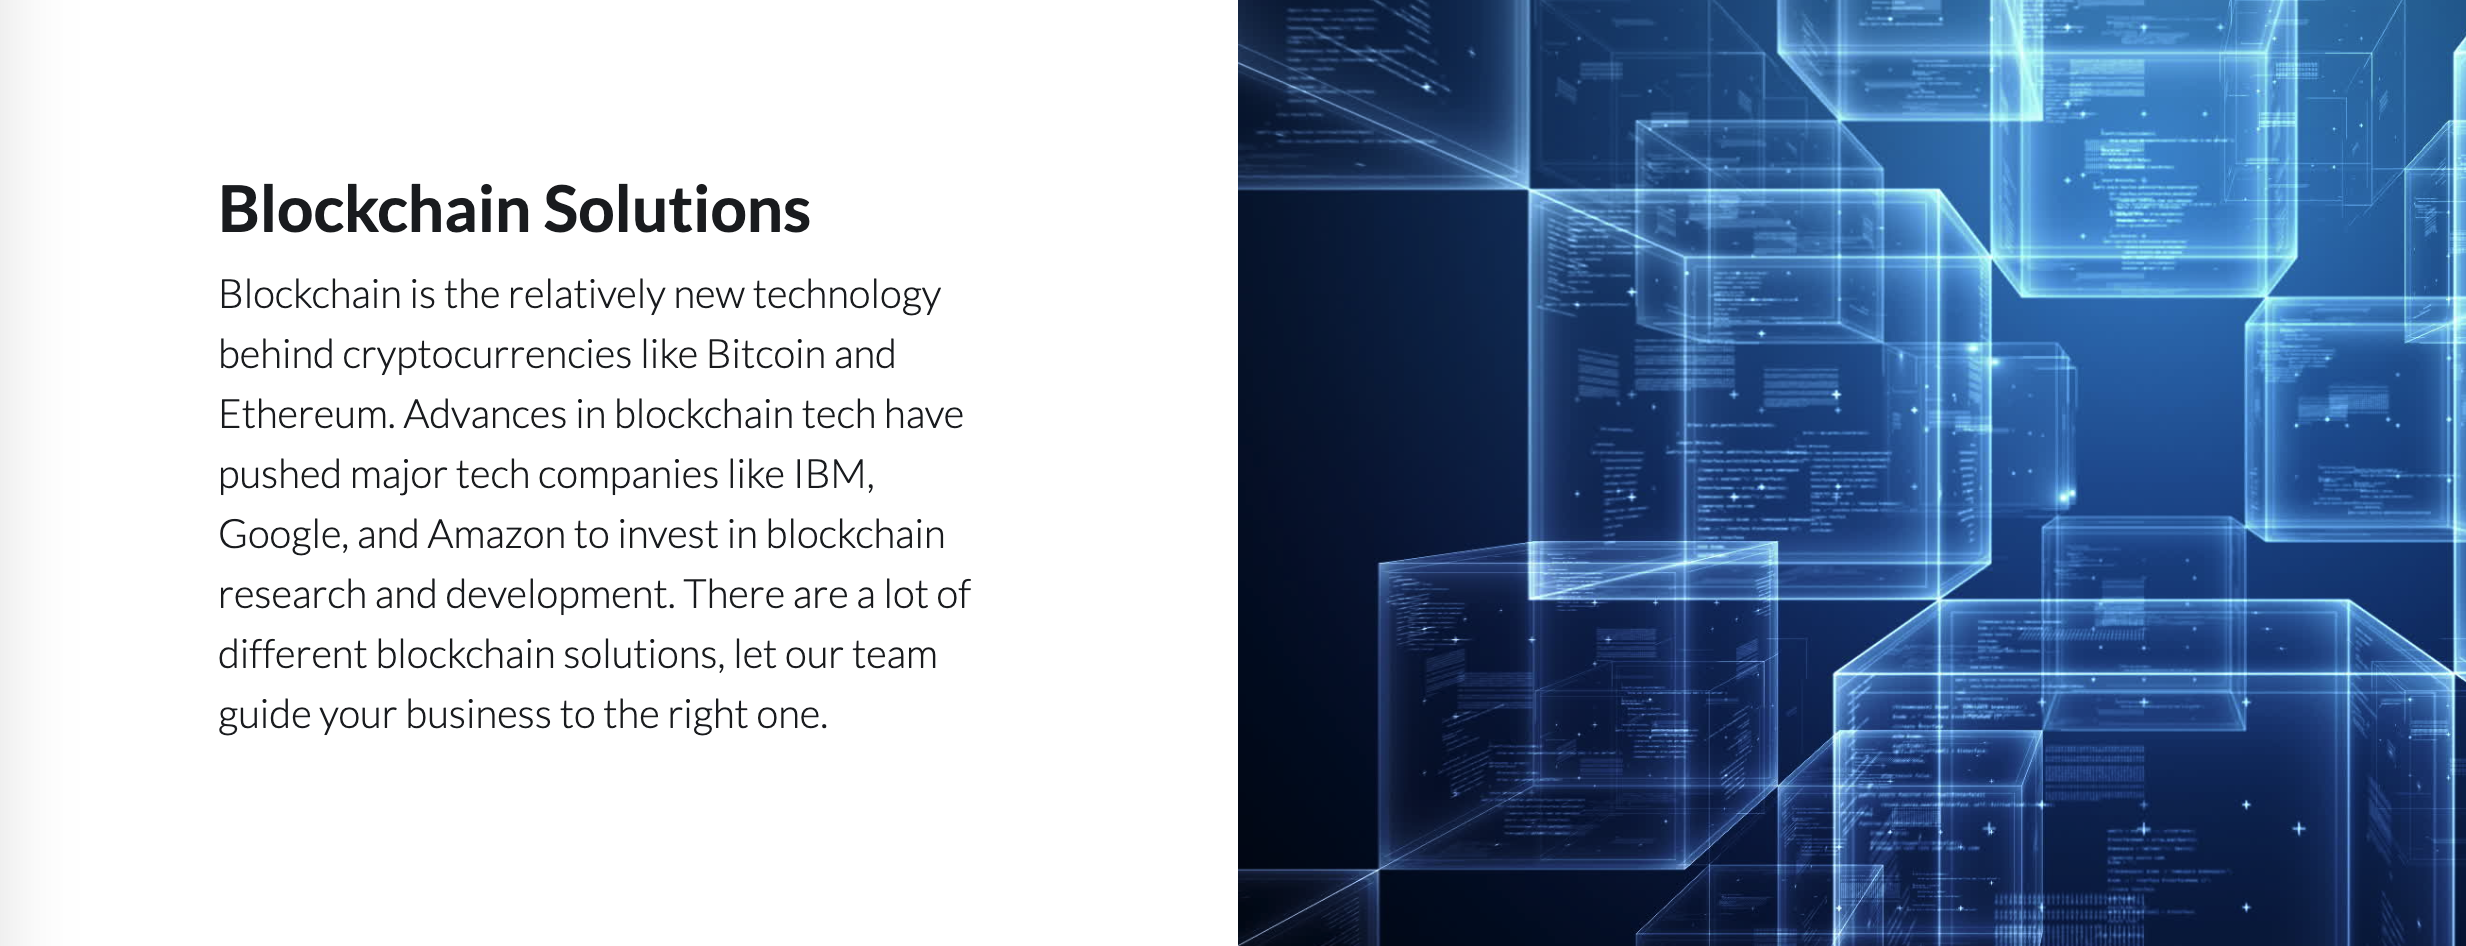 Blockchain Solutions
Blockchain is the relatively new technology
behind cryptocurrencies like Bitcoin and
Ethereum. Advances in blockchain tech have
pushed major tech companies like IBM,
Google, and Amazon to invest in blockchain
research and development. There are a lot of
different blockchain solutions, let our team
guide your business to the right one.